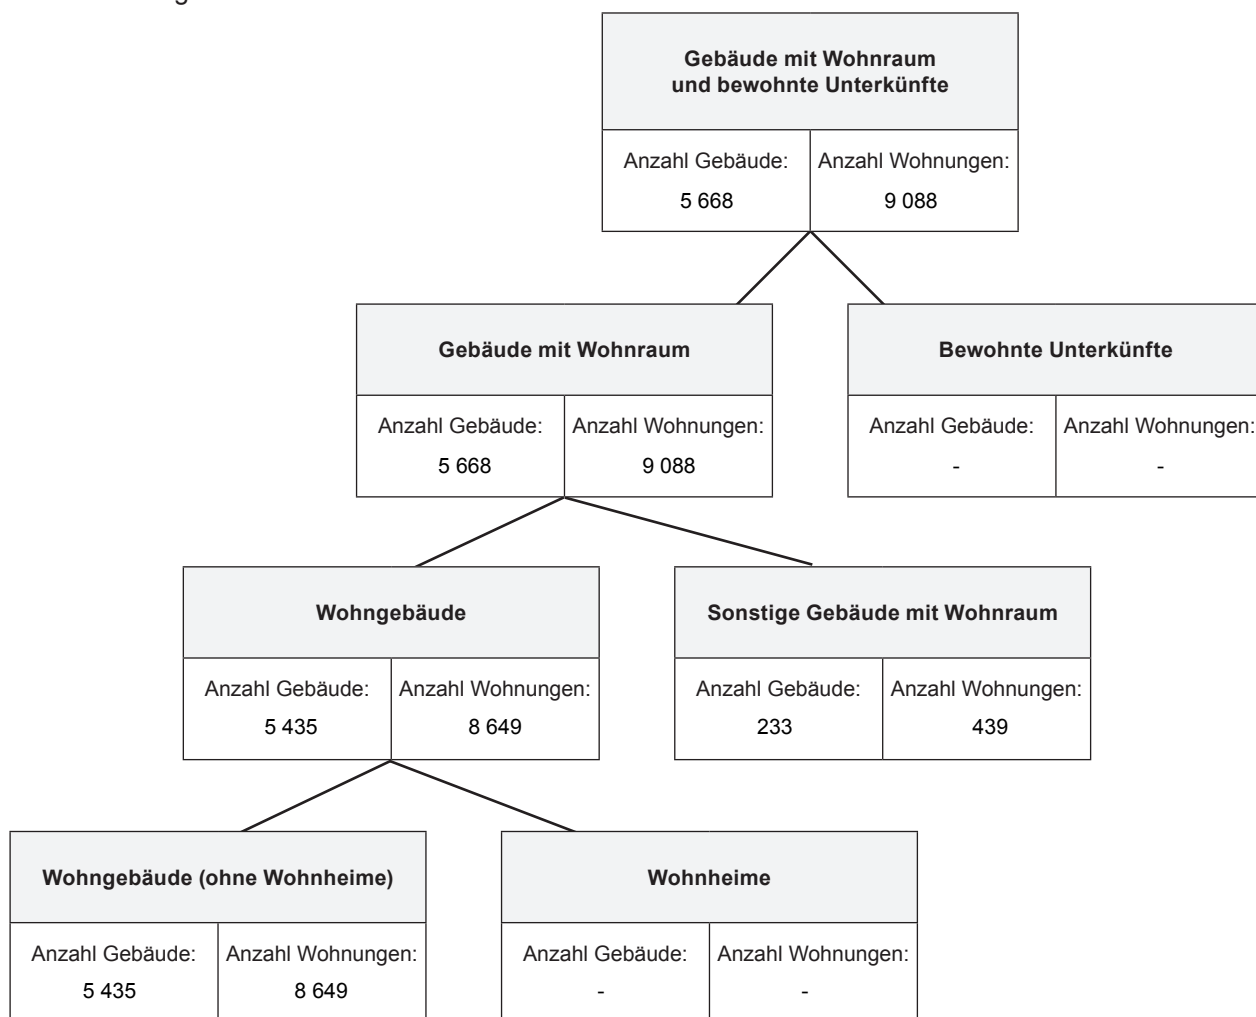 Gebäude mit Wohnraum
und bewohnte Unterkünfte
Anzahl Gebäude: Anzahl Wohnungen:
5 668 9 088
Gebäude mit Wohnraum Bewohnte Unterkünfte
Anzahl Gebäude: Anzahl Wohnungen: Anzahl Gebäude: Anzahl Wohnungen:
5 668 9 088 - -
Wohngebäude Sonstige Gebäude mit Wohnraum
Anzahl Gebäude: Anzahl Wohnungen: Anzahl Gebäude: Anzahl Wohnungen:
5 435 8 649 233 439
Wohngebäude (ohne Wohnheime) Wohnheime
Anzahl Gebäude: Anzahl Wohnungen: Anzahl Gebäude: Anzahl Wohnungen:
5 435 8 649 - -